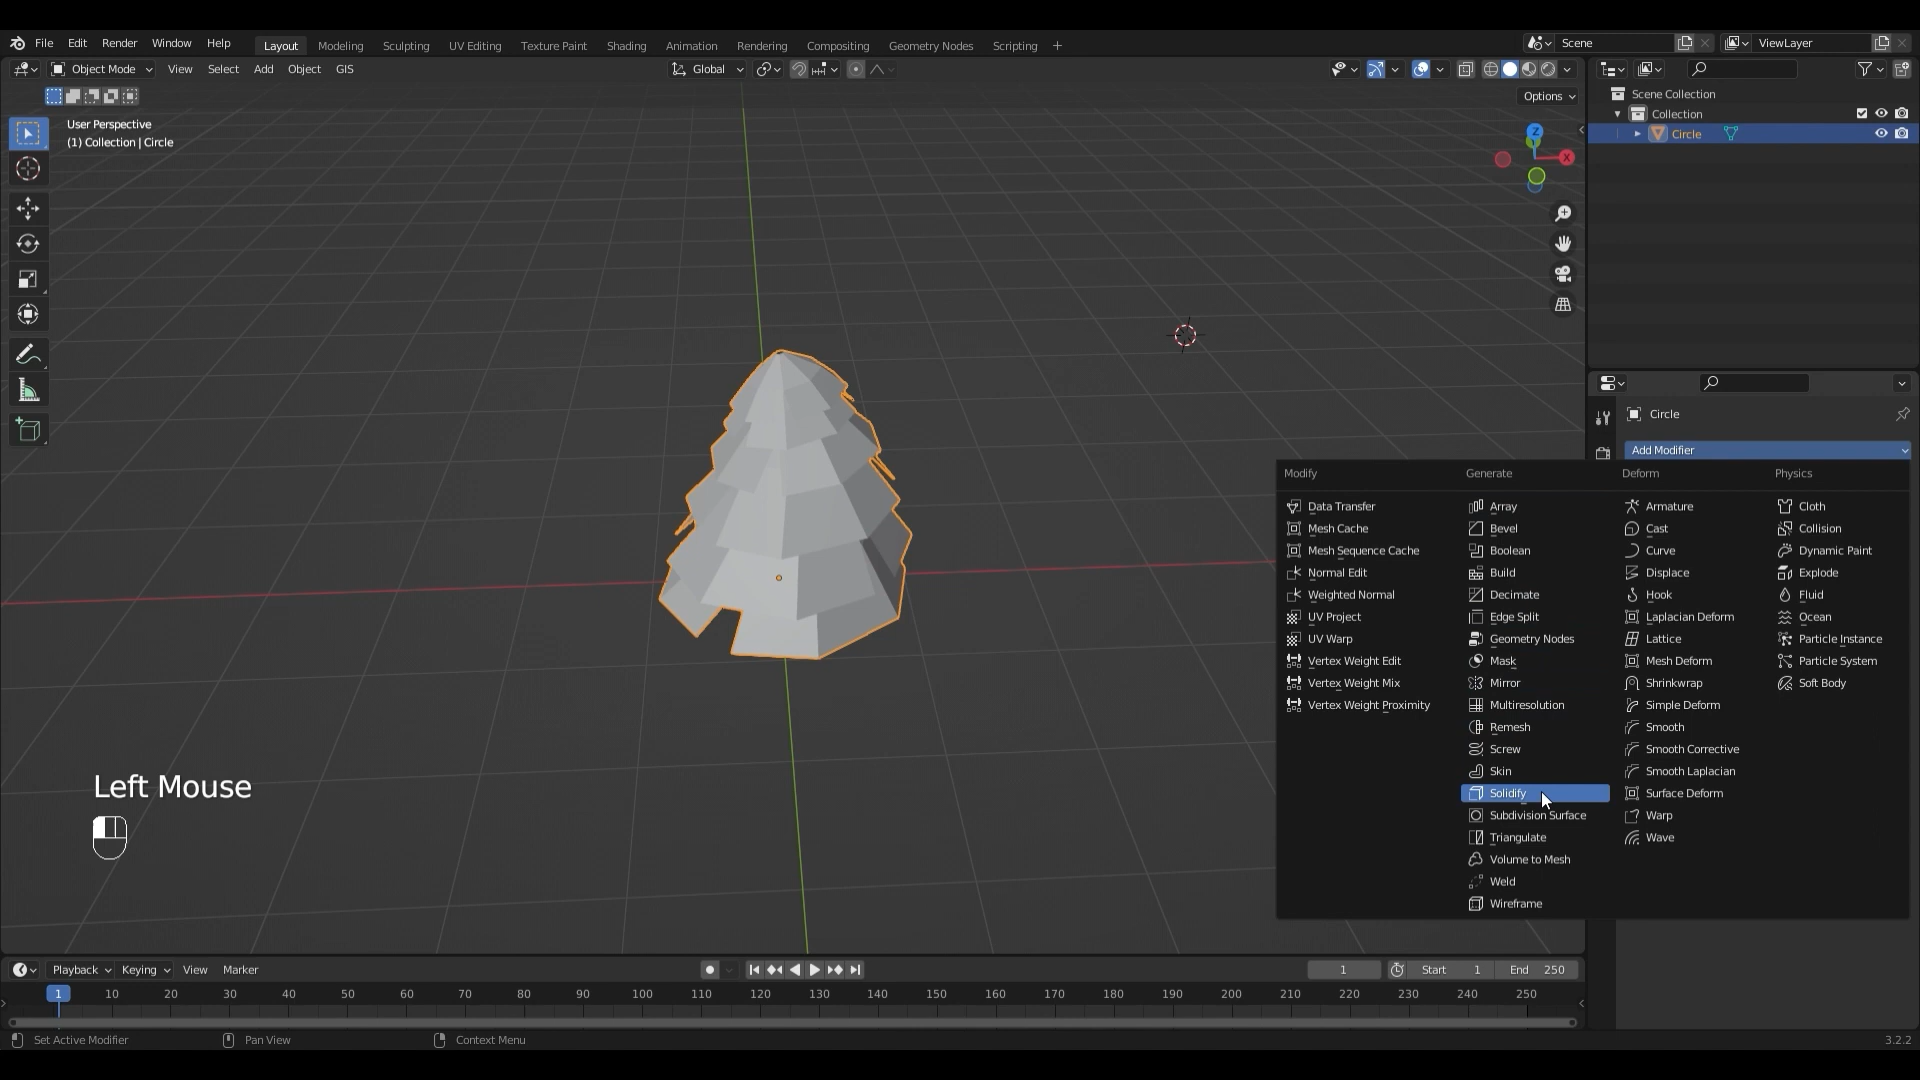 File Edit Render Window Help Layout Modeling Sculpting UV Editing Texture Paint Shading Animation Rendering Compositing Geometry Nodes Scripting + Scene ViewLayer
Object Mode View Select Add Object GIS Global
Options
User Perspective
(1) Collection | Circle
Scene Collection
Collection
Circle
Z
X
Circle
Add Modifier
Modify Generate Deform Physics
Data Transfer Array Armature Cloth
Mesh Cache Bevel Cast Collision
Mesh Sequence Cache Boolean Curve Dynamic Paint
Normal Edit Build Displace Explode
Weighted Normal Decimate Hook Fluid
UV Project Edge Split Laplacian Deform Ocean
UV Warp Geometry Nodes Lattice Particle Instance
Vertex Weight Edit Mask Mesh Deform Particle System
Vertex Weight Mix Mirror Shrinkwrap Soft Body
Vertex Weight Proximity Multiresolution Simple Deform
Remesh Smooth
Screw Smooth Corrective
Skin Smooth Laplacian
Solidify Surface Deform
Subdivision Surface Warp
Triangulate Wave
Volume to Mesh
Weld
Wireframe
Left Mouse
Playback Keying View Marker 1 Start 1 End 250
1 10 20 30 40 50 60 70 80 90 100 110 120 130 140 150 160 170 180 190 200 210 220 230 240 250
Set Active Modifier Pan View Context Menu 3.2.2